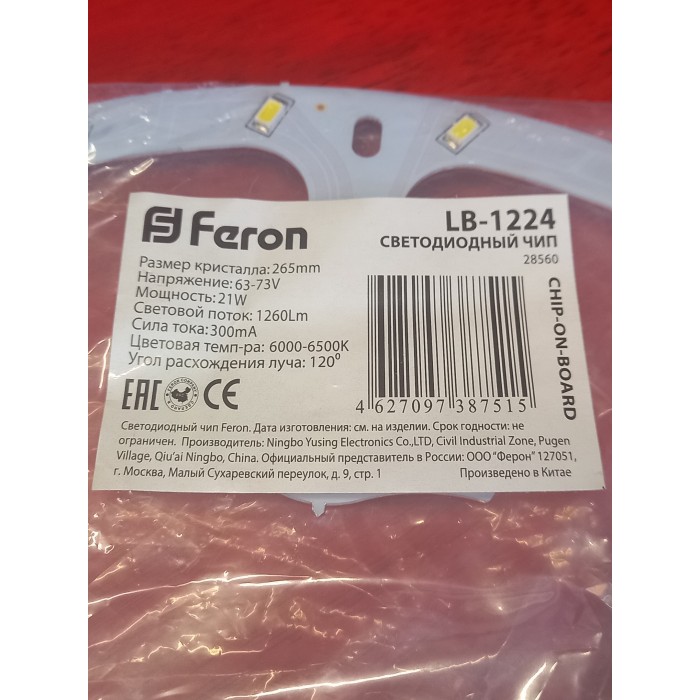 Feron
LB-1224
СВЕТОДИОДНЫЙ ЧИП
28560
Размер кристалла: 265mm
Напряжение: 63-73V
Мощность: 21W
Световой поток: 1260Lm
Сила тока: 300mA
Цветовая темп-ра: 6000-6500K
Угол расхождения луча: 120⁰
CHIP-ON-BOARD
4 627097 387515
EAC CE
Светодиодный чип Feron. Дата изготовления: см. на изделии. Срок годности: не
ограничен. Производитель: Ningbo Yusing Electronics Co.,LTD, Civil Industrial Zone, Pugen
Village, Qiu'ai Ningbo, China. Официальный представитель в России: ООО "Ферон" 127051,
г. Москва, Малый Сухаревский переулок, д. 9, стр. 1
Произведено в Китае